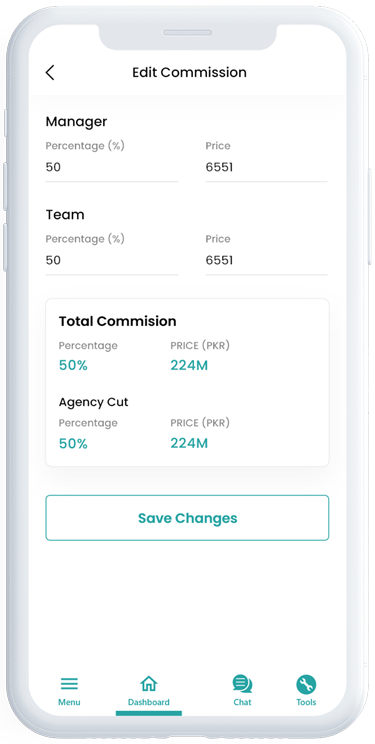 Edit Commission
Manager
Percentage (%) Price
50 6551
Team
Percentage (%) Price
50 6551
Total Commision
Percentage PRICE (PKR)
50% 224M
Agency Cut
Percentage PRICE (PKR)
50% 224M
Save Changes
Menu Dashboard Chat Tools